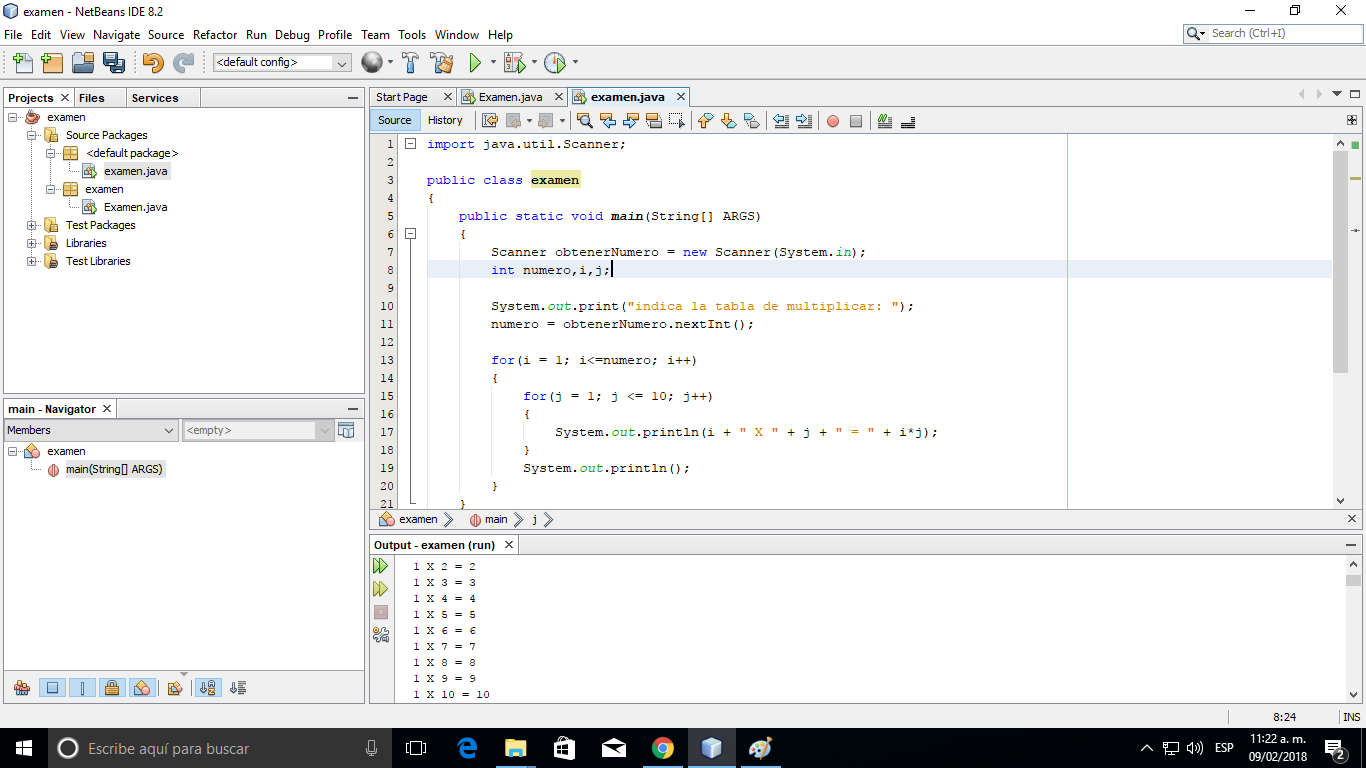 examen - NetBeans IDE 8.2
File Edit View Navigate Source Refactor Run Debug Profile Team Tools Window Help
Search (Ctrl+I)
<default config>
Projects Files Services
examen
Source Packages
<default package>
examen.java
examen
Examen.java
Test Packages
Libraries
Test Libraries
main - Navigator
Members <empty>
examen
main(String[] ARGS)
Start Page Examen.java examen.java
Source History
1 import java.util.Scanner;
2
3 public class examen
4 {
5 public static void main(String[] ARGS)
6 {
7 Scanner obtenerNumero = new Scanner(System.in);
8 int numero,i,j;
9
10 System.out.print("indica la tabla de multiplicar: ");
11 numero = obtenerNumero.nextInt();
12
13 for(i = 1; i<=numero; i++)
14 {
15 for(j = 1; j <= 10; j++)
16 {
17 System.out.println(i + " X " + j + " = " + i*j);
18 }
19 System.out.println();
20 }
21 }
examen main j
Output - examen (run)
1 X 2 = 2
1 X 3 = 3
1 X 4 = 4
1 X 5 = 5
1 X 6 = 6
1 X 7 = 7
1 X 8 = 8
1 X 9 = 9
1 X 10 = 10
8:24 INS
Escribe aquí para buscar
ESP
11:22 a. m.
09/02/2018
2